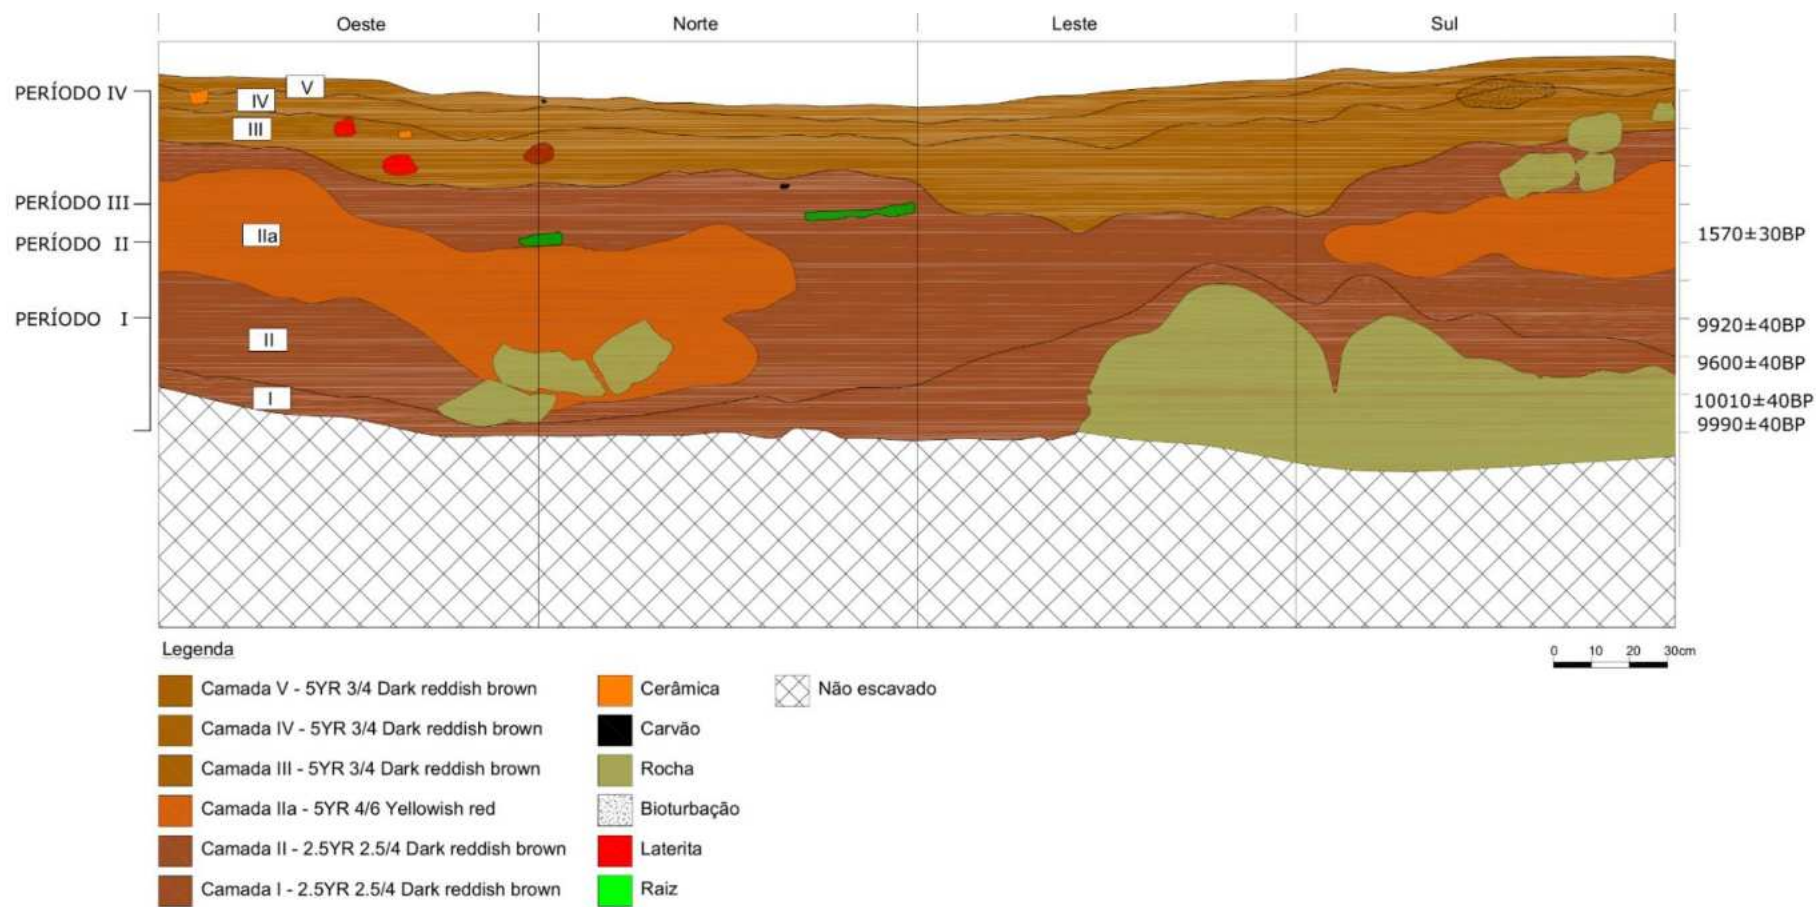 Oeste Norte Leste Sul
PERÍODO IV
V
IV
III
PERÍODO III
PERÍODO II
IIa
1570±30BP
PERÍODO I
9920±40BP
II
9600±40BP
I
10010±40BP
9990±40BP
Legenda
0 10 20 30cm
Camada V - 5YR 3/4 Dark reddish brown
Camada IV - 5YR 3/4 Dark reddish brown
Camada III - 5YR 3/4 Dark reddish brown
Camada IIa - 5YR 4/6 Yellowish red
Camada II - 2.5YR 2.5/4 Dark reddish brown
Camada I - 2.5YR 2.5/4 Dark reddish brown
Cerâmica
Carvão
Rocha
Bioturbação
Laterita
Raiz
Não escavado